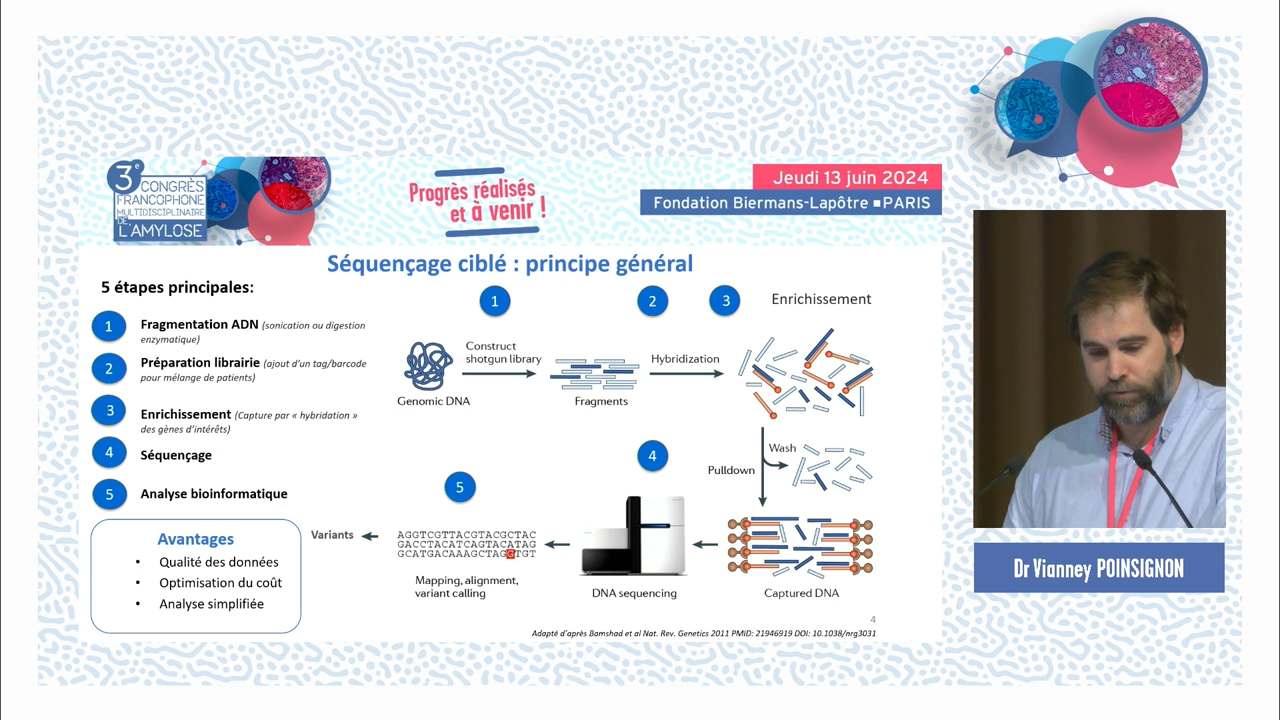 3e
CONGRÈS
FRANCOPHONE
MULTIDISCIPLINAIRE
DE
L'AMYLOSE
Progrès réalisés
et à venir !
Jeudi 13 juin 2024
Fondation Biermans-Lapôtre ■ PARIS
Séquençage ciblé : principe général
5 étapes principales:
1
Fragmentation ADN (sonication ou digestion
enzymatique)
2
Préparation librairie (ajout d'un tag/barcode
pour mélange de patients)
3
Enrichissement (Capture par « hybridation »
des gènes d'intérêts)
4
Séquençage
5
Analyse bioinformatique
Avantages
• Qualité des données
• Optimisation du coût
• Analyse simplifiée
1
2
3
Enrichissement
Construct
shotgun library
Hybridization
Genomic DNA
Fragments
Wash
Pulldown
4
5
Variants
AGGTCGTTACGTACGCTAC
GACCTACATCAGTACATAG
GCATGACAAAGCTAGGTGT
Mapping, alignment,
variant calling
DNA sequencing
Captured DNA
4
Adapté d'après Bamshad et al Nat. Rev. Genetics 2011 PMID: 21946919 DOI: 10.1038/nrg3031
Dr Vianney POINSIGNON